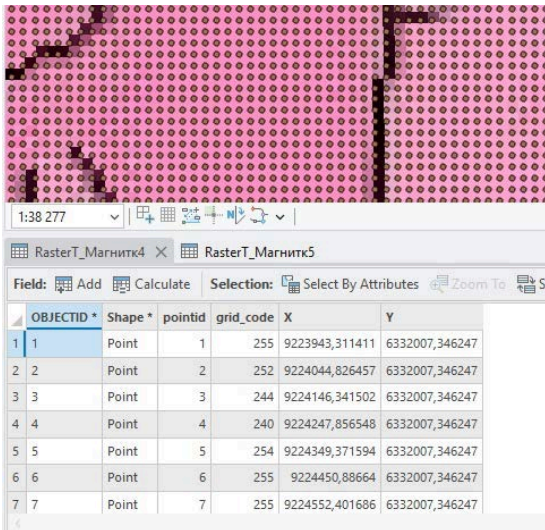 1:38 277
RasterT_Магнитк4 RasterT_Магнитк5
Field: Add Calculate Selection: Select By Attributes Zoom To S
OBJECTID * Shape * pointid grid_code X Y
1 1 Point 1 255 9223943,311411 6332007,346247
2 2 Point 2 252 9224044,826457 6332007,346247
3 3 Point 3 244 9224146,341502 6332007,346247
4 4 Point 4 240 9224247,856548 6332007,346247
5 5 Point 5 254 9224349,371594 6332007,346247
6 6 Point 6 255 9224450,88664 6332007,346247
7 7 Point 7 255 9224552,401686 6332007,346247